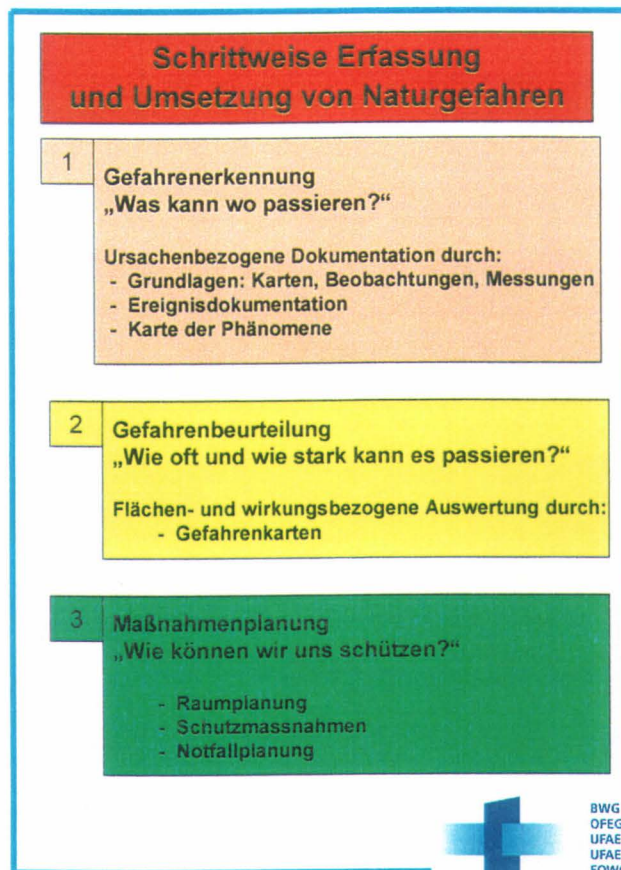 Schrittweise Erfassung
und Umsetzung von Naturgefahren
1
Gefahrenerkennung
„Was kann wo passieren?“
Ursachenbezogene Dokumentation durch:
- Grundlagen: Karten, Beobachtungen, Messungen
- Ereignisdokumentation
- Karte der Phänomene
2
Gefahrenbeurteilung
„Wie oft und wie stark kann es passieren?“
Flächen- und wirkungsbezogene Auswertung durch:
- Gefahrenkarten
3
Maßnahmenplanung
„Wie können wir uns schützen?“
- Raumplanung
- Schutzmassnahmen
- Notfallplanung
BWG
OFEG
UFAE
UFAE